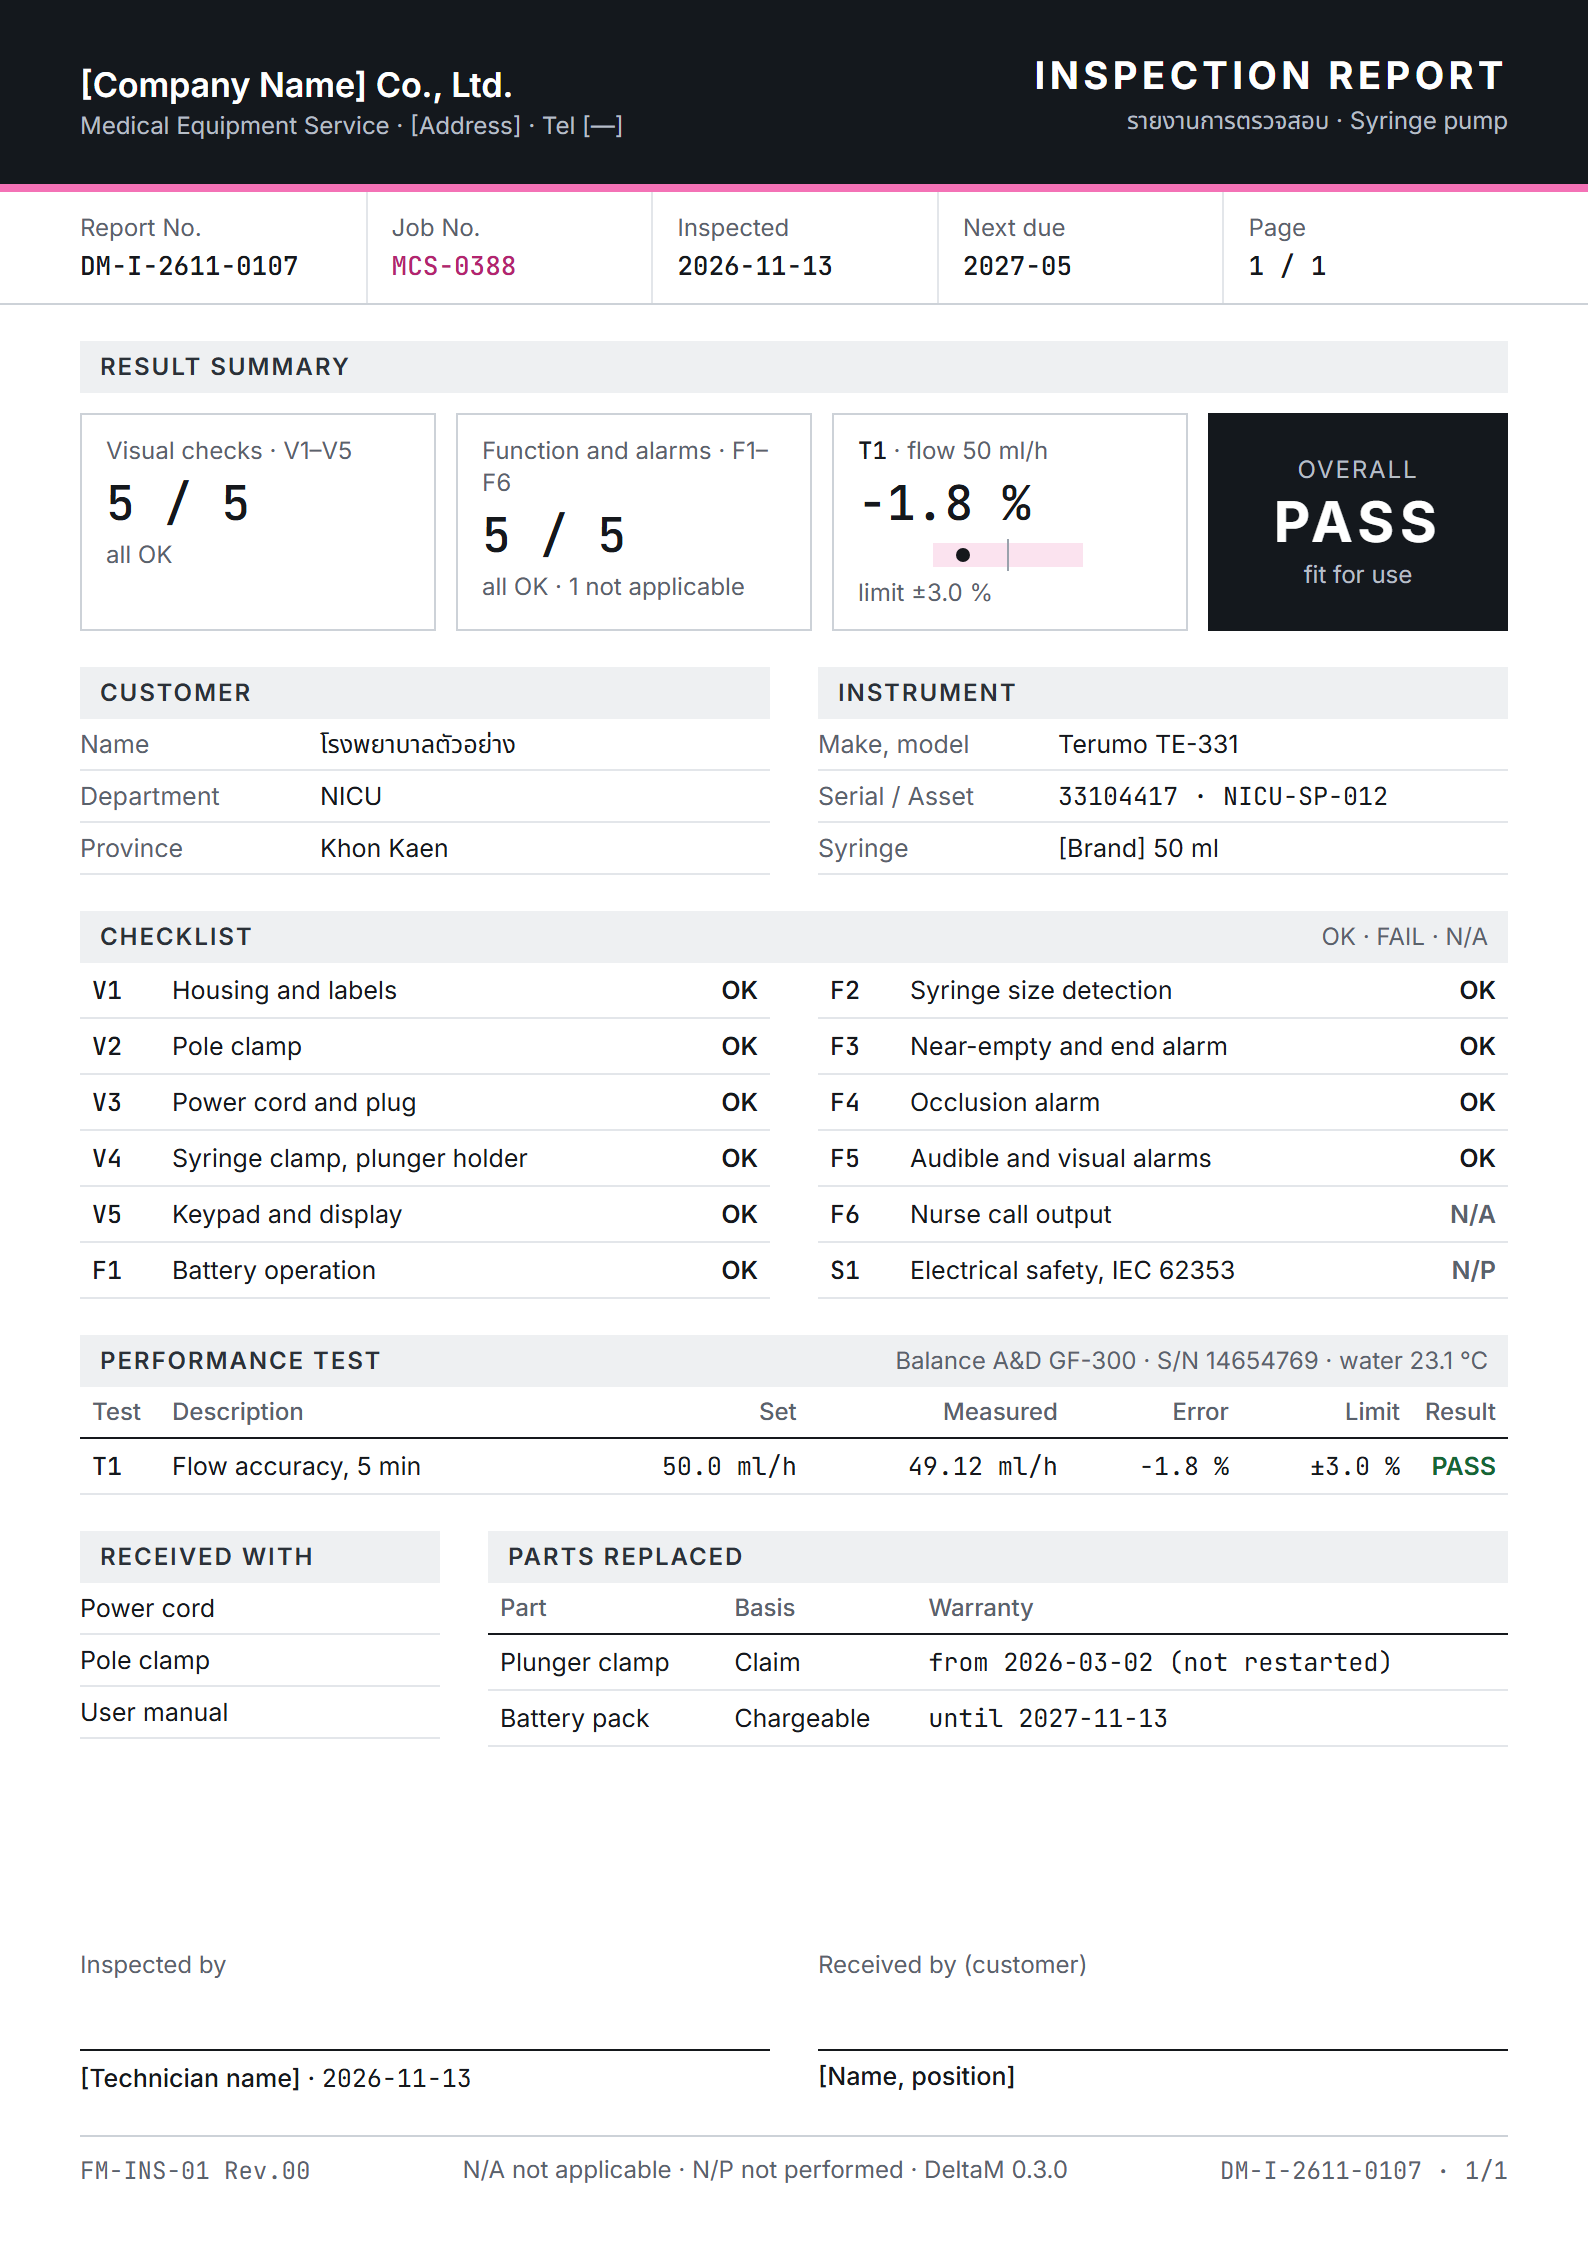 [Company Name] Co., Ltd.
Medical Equipment Service · [Address] · Tel [—]
INSPECTION REPORT
รายงานการตรวจสอบ · Syringe pump
Report No.
DM-I-2611-0107
Job No.
MCS-0388
Inspected
2026-11-13
Next due
2027-05
Page
1 / 1
RESULT SUMMARY
Visual checks · V1–V5
5 / 5
all OK
Function and alarms · F1–
F6
5 / 5
all OK · 1 not applicable
T1 · flow 50 ml/h
-1.8 %
limit ±3.0 %
OVERALL
PASS
fit for use
CUSTOMER
Name โรงพยาบาลตัวอย่าง
Department NICU
Province Khon Kaen
INSTRUMENT
Make, model Terumo TE-331
Serial / Asset 33104417 · NICU-SP-012
Syringe [Brand] 50 ml
CHECKLIST OK · FAIL · N/A
V1 Housing and labels OK
V2 Pole clamp OK
V3 Power cord and plug OK
V4 Syringe clamp, plunger holder OK
V5 Keypad and display OK
F1 Battery operation OK
F2 Syringe size detection OK
F3 Near-empty and end alarm OK
F4 Occlusion alarm OK
F5 Audible and visual alarms OK
F6 Nurse call output N/A
S1 Electrical safety, IEC 62353 N/P
PERFORMANCE TEST Balance A&D GF-300 · S/N 14654769 · water 23.1 °C
Test Description Set Measured Error Limit Result
T1 Flow accuracy, 5 min 50.0 ml/h 49.12 ml/h -1.8 % ±3.0 % PASS
RECEIVED WITH
Power cord
Pole clamp
User manual
PARTS REPLACED
Part Basis Warranty
Plunger clamp Claim from 2026-03-02 (not restarted)
Battery pack Chargeable until 2027-11-13
Inspected by
[Technician name] · 2026-11-13
Received by (customer)
[Name, position]
FM-INS-01 Rev.00 N/A not applicable · N/P not performed · DeltaM 0.3.0 DM-I-2611-0107 · 1/1